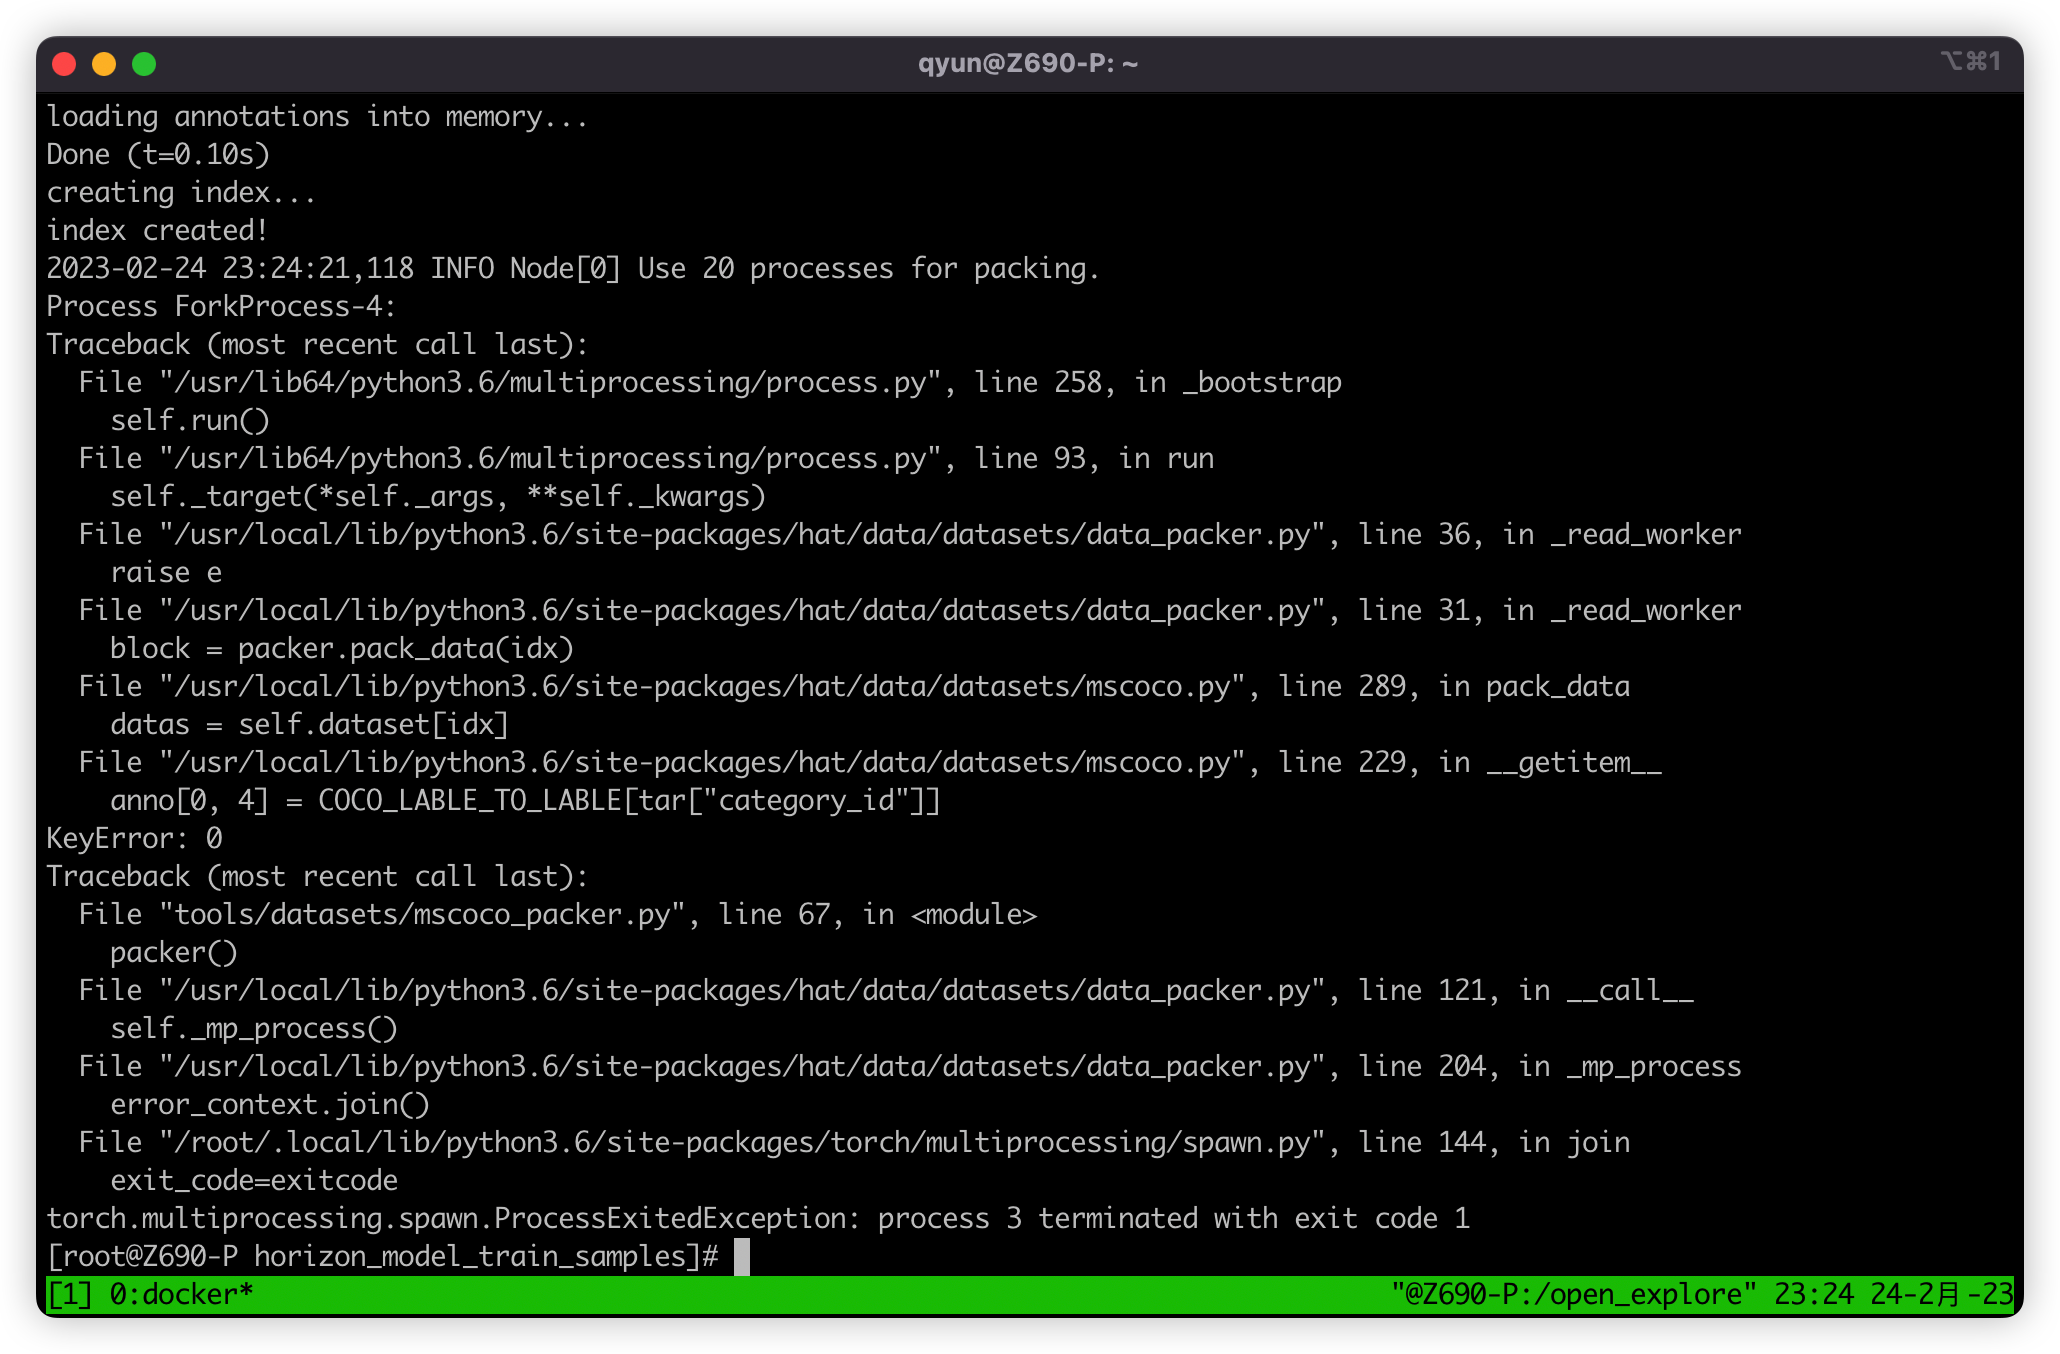 qyun@Z690-P: ~
⌥⌘1
loading annotations into memory...
Done (t=0.10s)
creating index...
index created!
2023-02-24 23:24:21,118 INFO Node[0] Use 20 processes for packing.
Process ForkProcess-4:
Traceback (most recent call last):
  File "/usr/lib64/python3.6/multiprocessing/process.py", line 258, in _bootstrap
    self.run()
  File "/usr/lib64/python3.6/multiprocessing/process.py", line 93, in run
    self._target(*self._args, **self._kwargs)
  File "/usr/local/lib/python3.6/site-packages/hat/data/datasets/data_packer.py", line 36, in _read_worker
    raise e
  File "/usr/local/lib/python3.6/site-packages/hat/data/datasets/data_packer.py", line 31, in _read_worker
    block = packer.pack_data(idx)
  File "/usr/local/lib/python3.6/site-packages/hat/data/datasets/mscoco.py", line 289, in pack_data
    datas = self.dataset[idx]
  File "/usr/local/lib/python3.6/site-packages/hat/data/datasets/mscoco.py", line 229, in __getitem__
    anno[0, 4] = COCO_LABLE_TO_LABLE[tar["category_id"]]
KeyError: 0
Traceback (most recent call last):
  File "tools/datasets/mscoco_packer.py", line 67, in <module>
    packer()
  File "/usr/local/lib/python3.6/site-packages/hat/data/datasets/data_packer.py", line 121, in __call__
    self._mp_process()
  File "/usr/local/lib/python3.6/site-packages/hat/data/datasets/data_packer.py", line 204, in _mp_process
    error_context.join()
  File "/root/.local/lib/python3.6/site-packages/torch/multiprocessing/spawn.py", line 144, in join
    exit_code=exitcode
torch.multiprocessing.spawn.ProcessExitedException: process 3 terminated with exit code 1
[root@Z690-P horizon_model_train_samples]#
[1] 0:docker* "@Z690-P:/open_explore" 23:24 24-2月-23